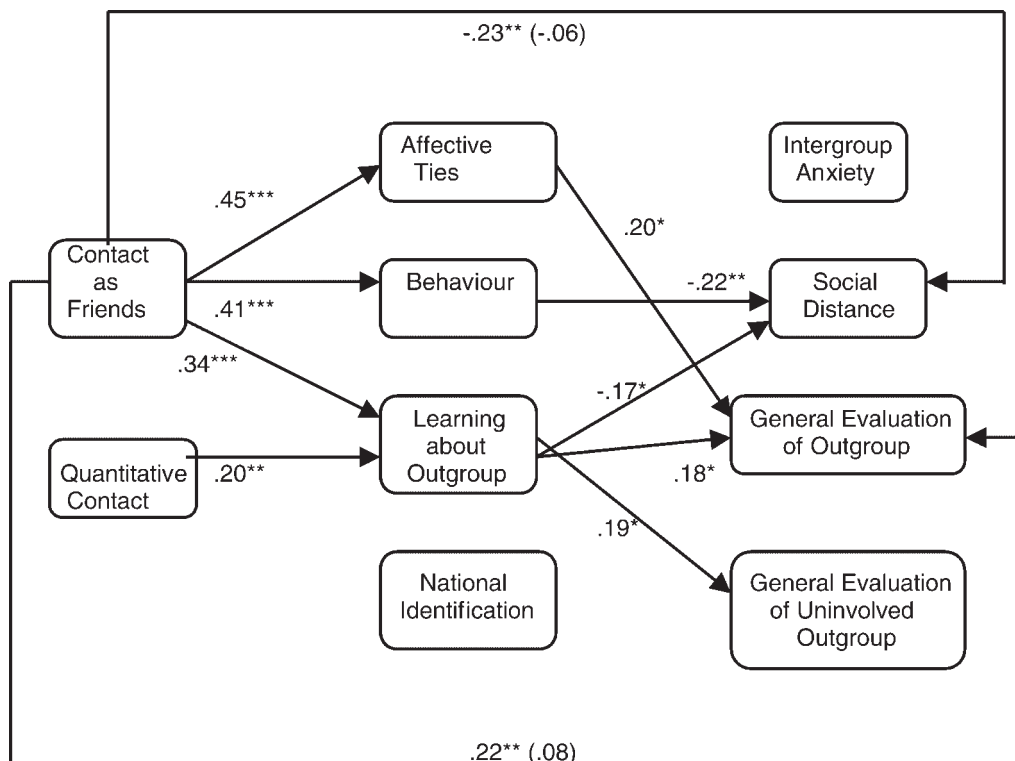 -.23** (-.06)
Affective
Ties
Intergroup
Anxiety
.45***
.20*
Contact
as
Friends
Behaviour
-.22**
Social
Distance
.41***
.34***
-.17*
Learning
about
Outgroup
General Evaluation
of Outgroup
Quantitative
Contact
.20**
.18*
.19*
National
Identification
General Evaluation
of Uninvolved
Outgroup
.22** (.08)